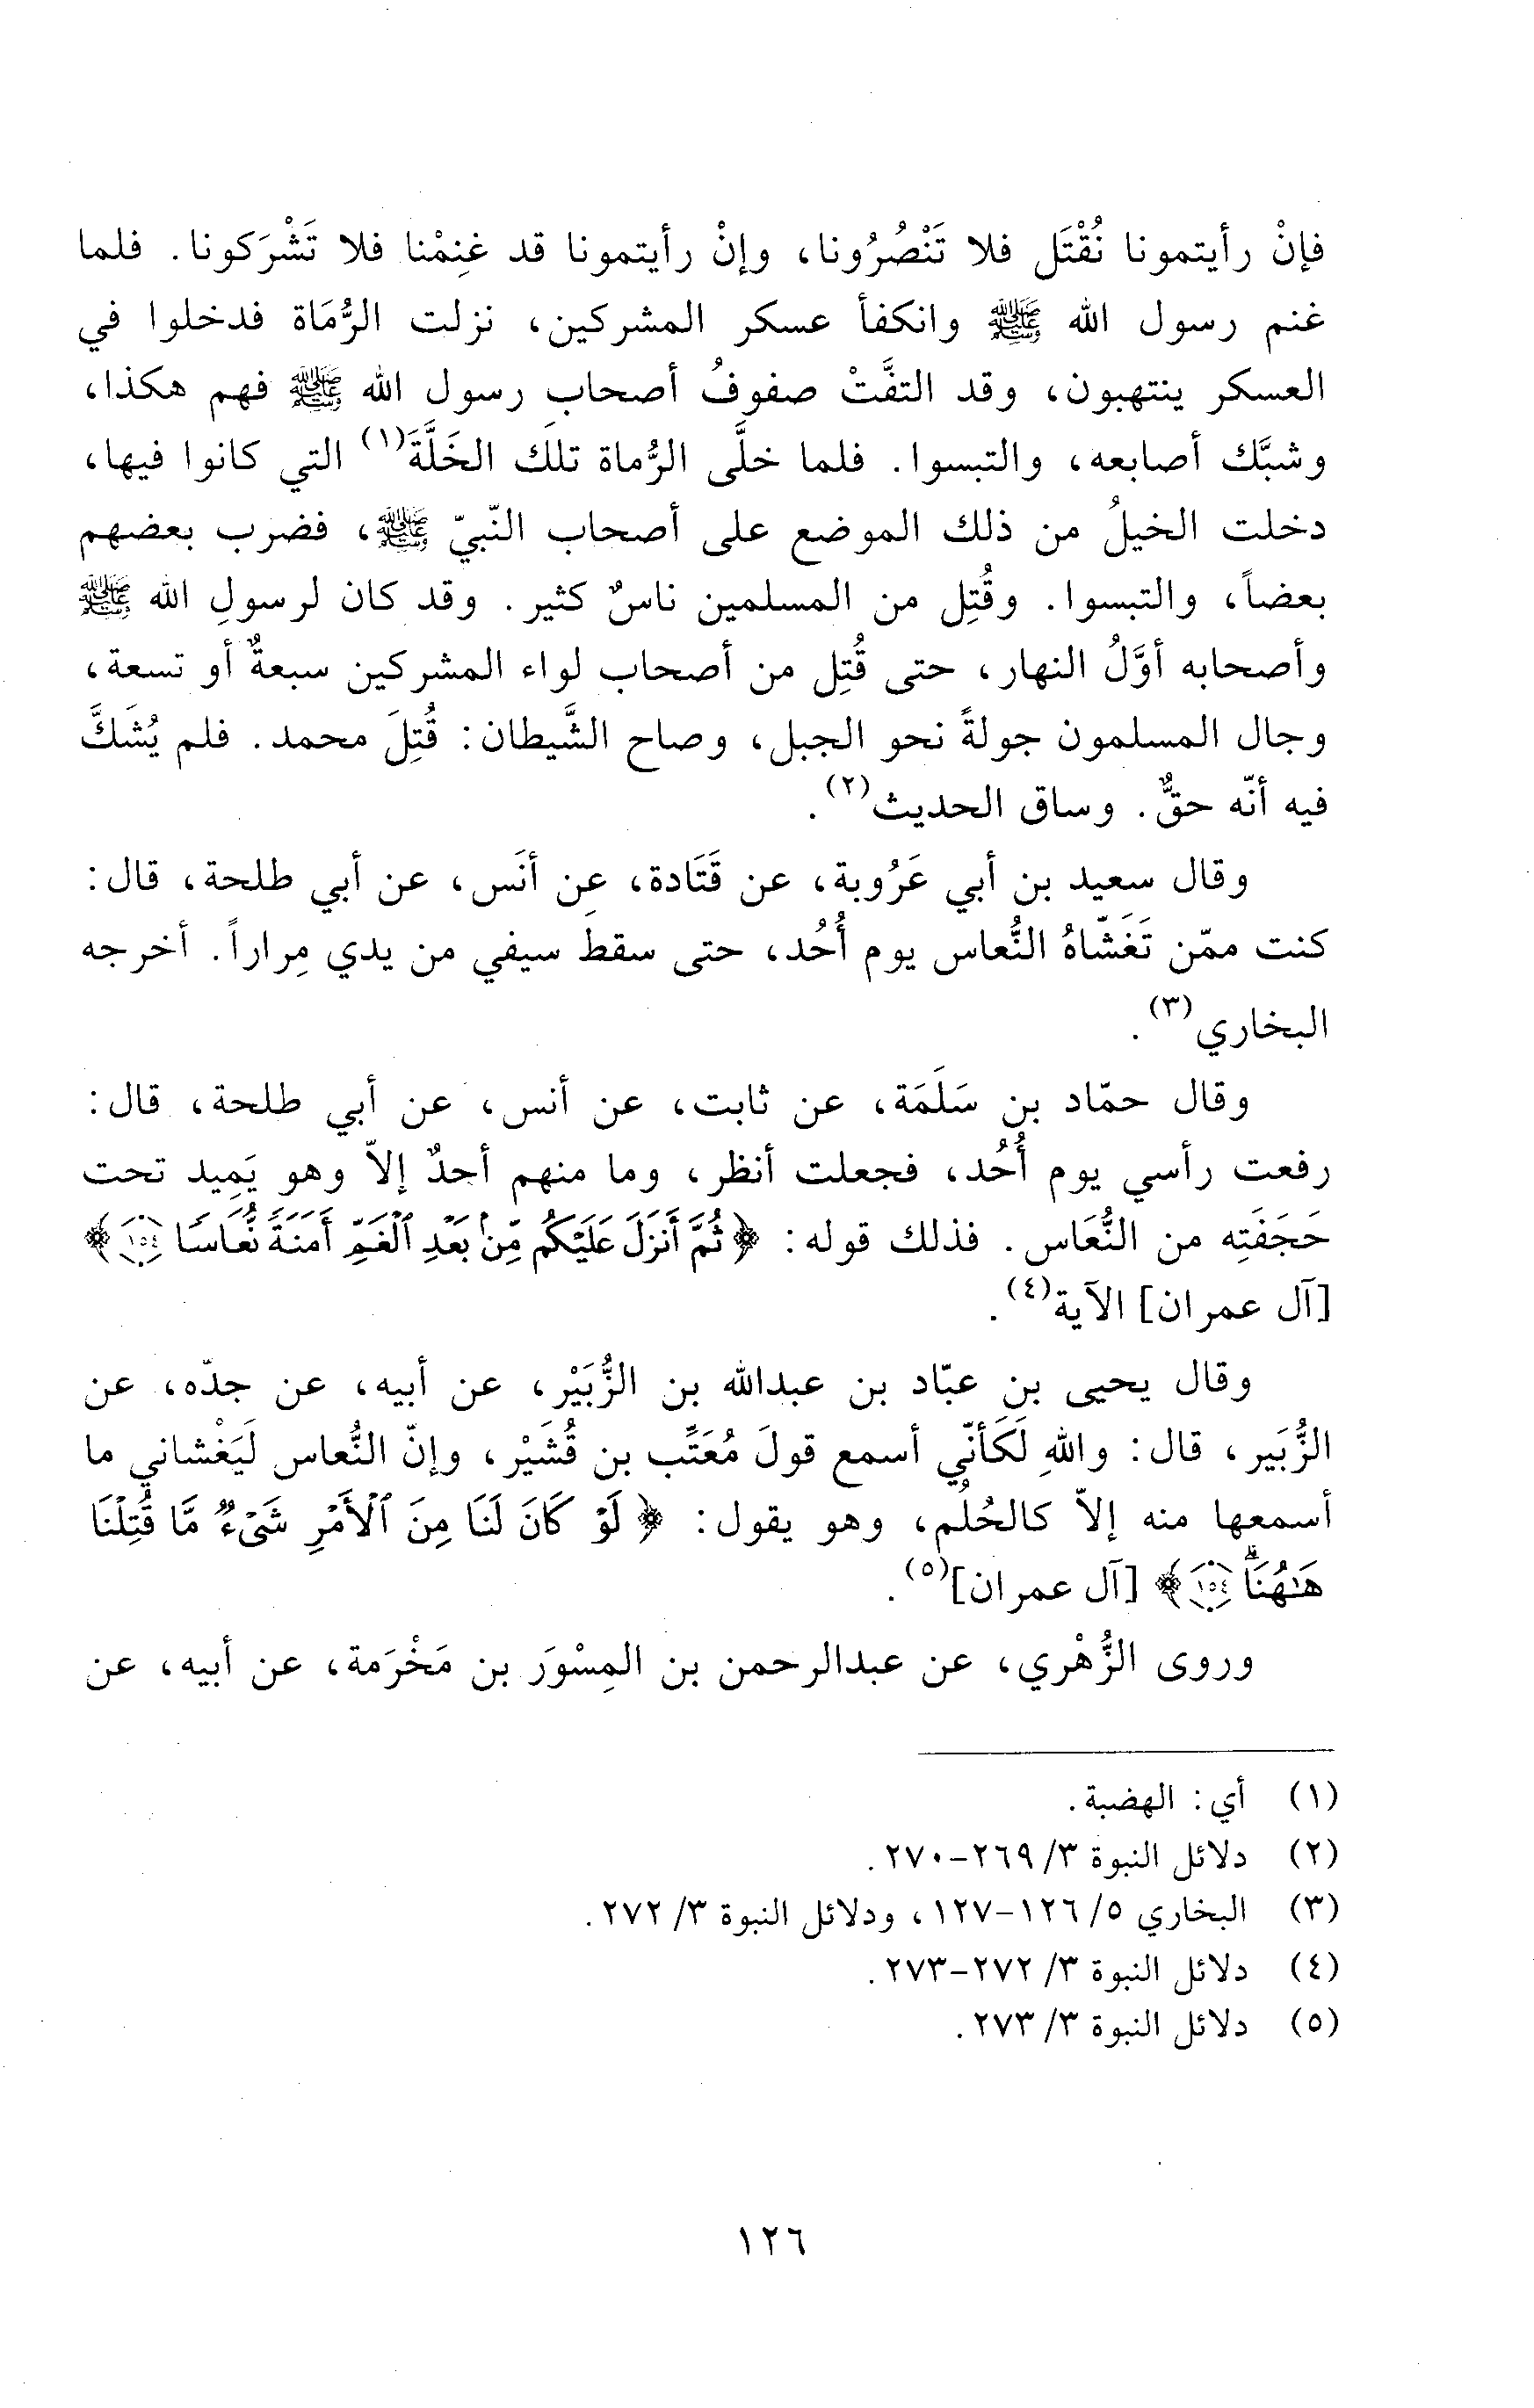 فإنْ رأيتمونا نُقْتَل فلا تَنْصُرُونا، وإنْ رأيتمونا قد غنِمْنا فلا تَشْرَكونا. فلما
غنم رسول الله ﷺ وانكفأ عسكر المشركين، نزلت الرُّمَاة فدخلوا في
العسكر ينتهبون، وقد التفَّتْ صفوفُ أصحابِ رسول الله ﷺ فهم هكذا،
وشبَّك أصابعه، والتبسوا. فلما خلَّى الرُّماة تلك الخَلَّةَ(١) التي كانوا فيها،
دخلت الخيلُ من ذلك الموضع على أصحاب النّبيّ ﷺ، فضرب بعضهم
بعضاً، والتبسوا. وقُتِل من المسلمين ناسٌ كثير. وقد كان لرسولِ الله ﷺ
وأصحابه أوَّلُ النهار، حتى قُتِل من أصحاب لواء المشركين سبعةٌ أو تسعة،
وجال المسلمون جولةً نحو الجبل، وصاح الشَّيطان: قُتِلَ محمد. فلم يُشَكَّ
فيه أنّه حقٌّ. وساق الحديث(٢).
وقال سعيد بن أبي عَرُوبة، عن قَتَادة، عن أنَس، عن أبي طلحة، قال:
كنت ممّن تَغَشّاهُ النُّعاس يوم أُحُد، حتى سقطَ سيفي من يدي مِراراً. أخرجه
البخاري(٣).
وقال حمّاد بن سَلَمَة، عن ثابت، عن أنس، عن أبي طلحة، قال:
رفعت رأسي يوم أُحُد، فجعلت أنظر، وما منهم أحدٌ إلاّ وهو يَمِيد تحت
حَجَفَتِه من النُّعَاس. فذلك قوله: ﴿ ثُمَّ أَنزَلَ عَلَيْكُم مِّنۢ بَعْدِ ٱلْغَمِّ أَمَنَةً نُّعَاسًا ١٥٤ ﴾
[آل عمران] الآية(٤).
وقال يحيى بن عبّاد بن عبدالله بن الزُّبَيْر، عن أبيه، عن جدّه، عن
الزُّبَير، قال: واللهِ لَكَأنّي أسمع قولَ مُعَتِّب بن قُشَيْر، وإنّ النُّعاس لَيَغْشاني ما
أسمعها منه إلاّ كالحُلُم، وهو يقول: ﴿ لَوْ كَانَ لَنَا مِنَ ٱلْأَمْرِ شَىْءٌ مَّا قُتِلْنَا
هَٰهُنَاۗ ١٥٤ ﴾ [آل عمران](٥).
وروى الزُّهْري، عن عبدالرحمن بن المِسْوَر بن مَخْرَمة، عن أبيه، عن
(١) أي: الهضبة.
(٢) دلائل النبوة ٣/ ٢٦٩-٢٧٠.
(٣) البخاري ٥/ ١٢٦-١٢٧، ودلائل النبوة ٣/ ٢٧٢.
(٤) دلائل النبوة ٣/ ٢٧٢-٢٧٣.
(٥) دلائل النبوة ٣/ ٢٧٣.
١٢٦